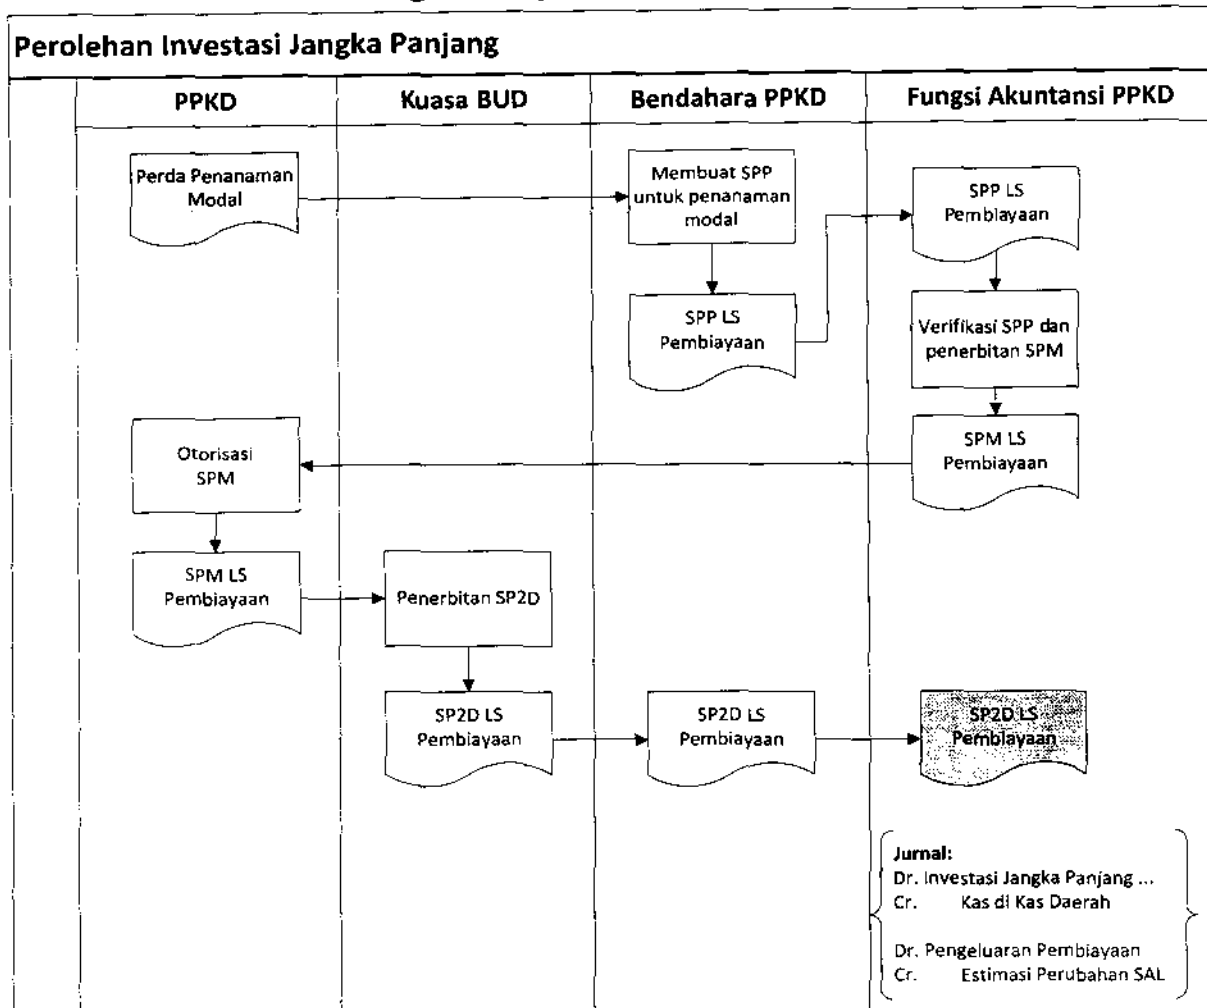 Perolehan Investasi Jangka Panjang
PPKD
Kuasa BUD
Bendahara PPKD
Fungsi Akuntansi PPKD
Perda Penanaman
Modal
Membuat SPP
untuk penanaman
modal
SPP LS
Pembiayaan
SPP LS
Pembiayaan
Verifikasi SPP dan
penerbitan SPM
SPM LS
Pembiayaan
Otorisasi
SPM
SPM LS
Pembiayaan
Penerbitan SP2D
SP2D LS
Pembiayaan
SP2D LS
Pembiayaan
SP2D LS
Pembiayaan
Jurnal:
Dr. Investasi Jangka Panjang ...
Cr. Kas di Kas Daerah
Dr. Pengeluaran Pembiayaan
Cr. Estimasi Perubahan SAL